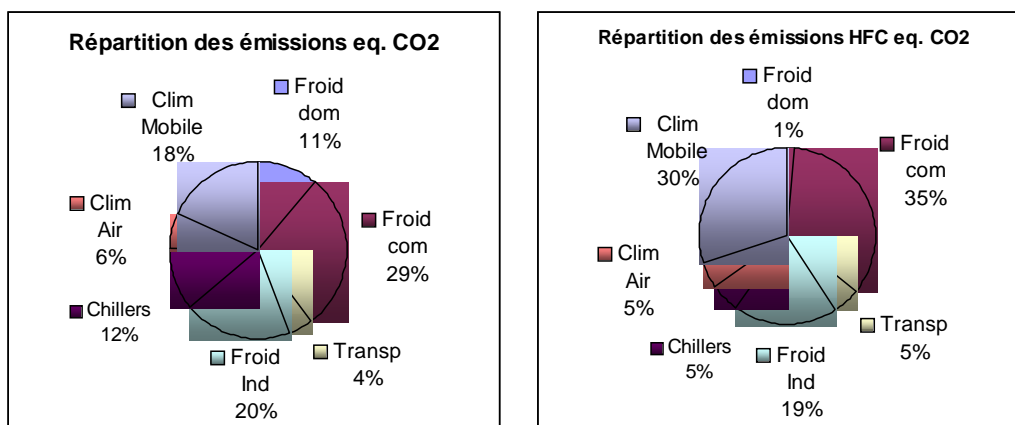 Répartition des émissions eq. CO2
Froid
dom
11%
Froid
com
29%
Transp
4%
Froid
Ind
20%
Chillers
12%
Clim
Air
6%
Clim
Mobile
18%
Répartition des émissions HFC eq. CO2
Froid
dom
1%
Froid
com
35%
Transp
5%
Froid
Ind
19%
Chillers
5%
Clim
Air
5%
Clim
Mobile
30%